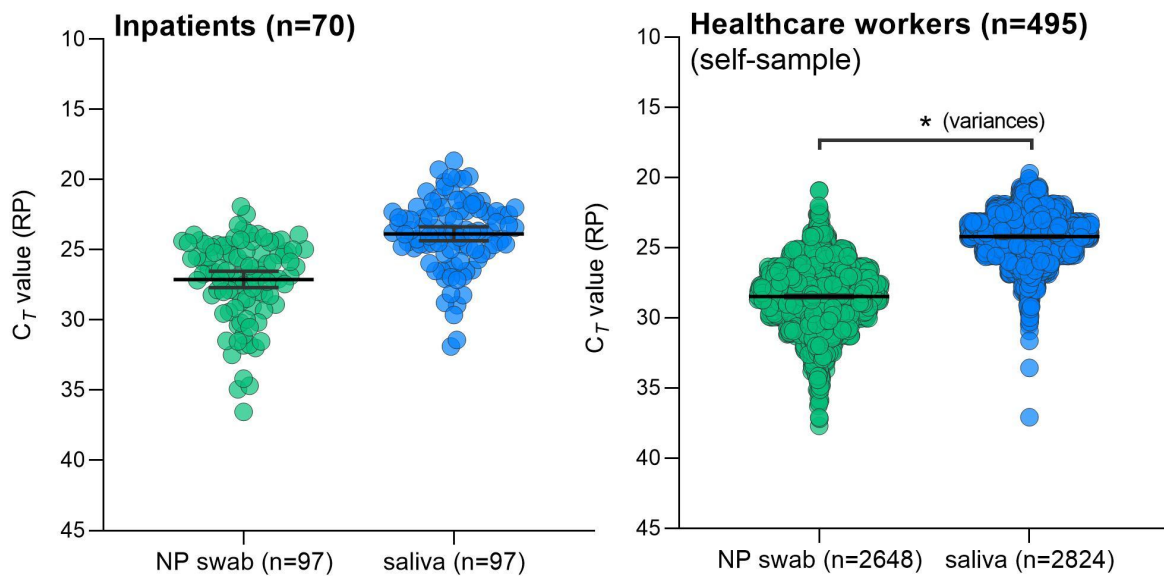 Inpatients (n=70)
10
15
20
25
30
35
40
45
C_T value (RP)
NP swab (n=97)
saliva (n=97)
Healthcare workers (n=495)
(self-sample)
10
15
20
25
30
35
40
45
C_T value (RP)
* (variances)
NP swab (n=2648)
saliva (n=2824)